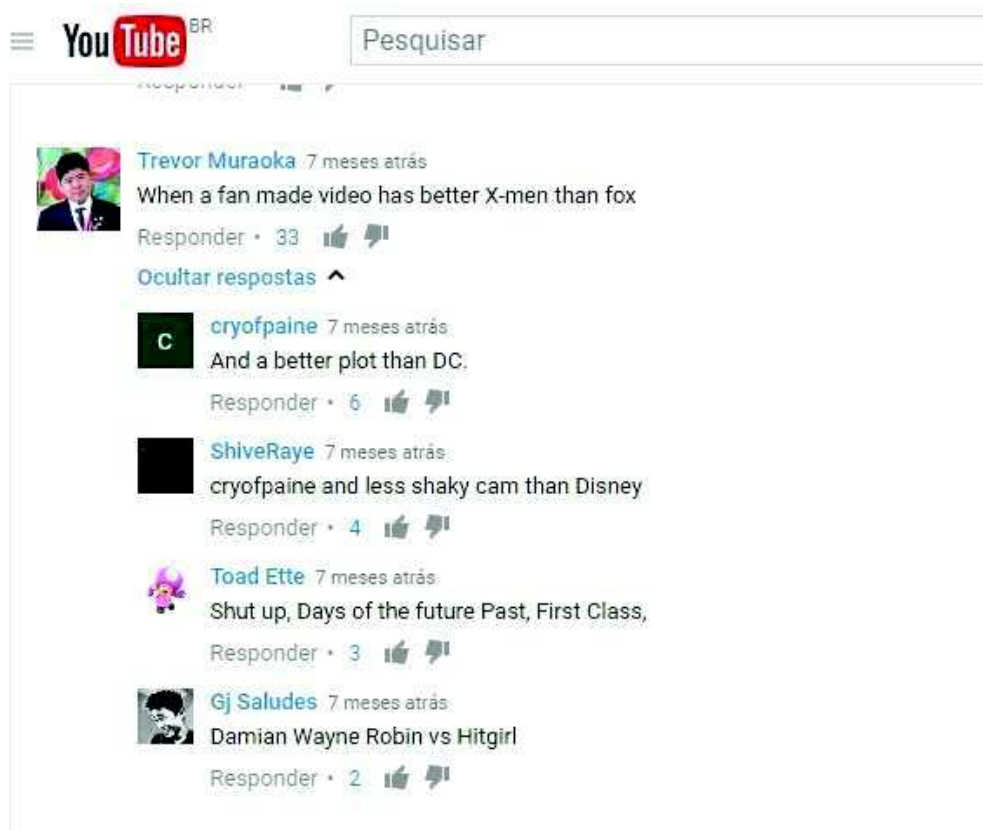 YouTube BR
Pesquisar
Responder
Trevor Muraoka 7 meses atrás
When a fan made video has better X-men than fox
Responder • 33
Ocultar respostas
C
cryofpaine 7 meses atrás
And a better plot than DC.
Responder • 6
ShiveRaye 7 meses atrás
cryofpaine and less shaky cam than Disney
Responder • 4
Toad Ette 7 meses atrás
Shut up, Days of the future Past, First Class,
Responder • 3
Gj Saludes 7 meses atrás
Damian Wayne Robin vs Hitgirl
Responder • 2